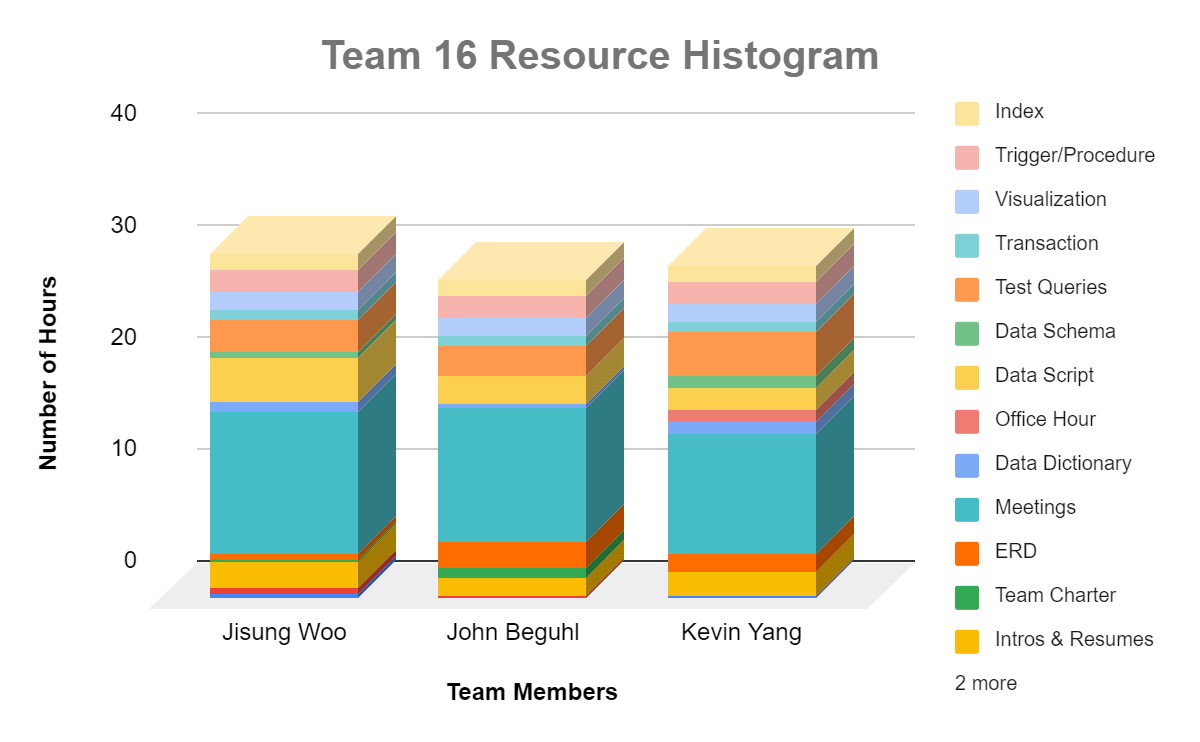 Team 16 Resource Histogram
40
30
20
10
0
Number of Hours
Jisung Woo
John Beguhl
Kevin Yang
Team Members
Index
Trigger/Procedure
Visualization
Transaction
Test Queries
Data Schema
Data Script
Office Hour
Data Dictionary
Meetings
ERD
Team Charter
Intros & Resumes
2 more